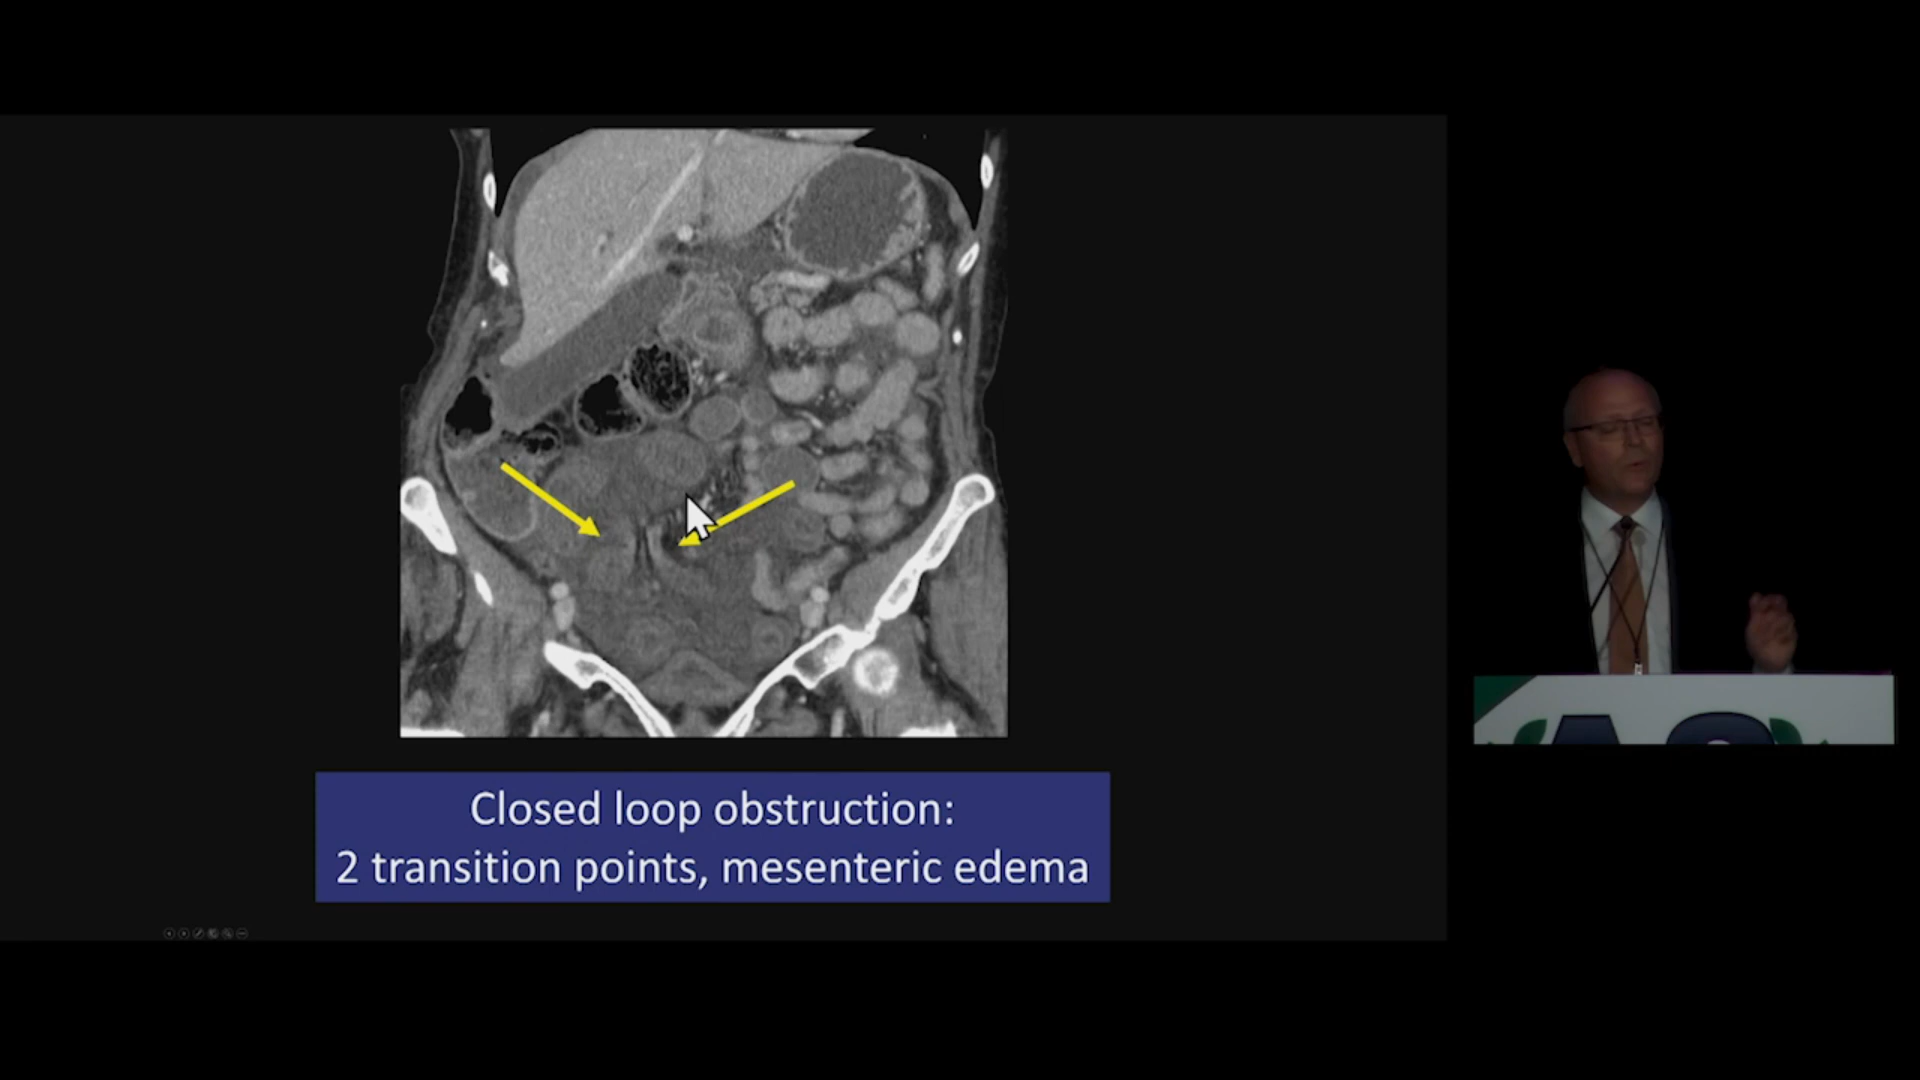 Closed loop obstruction:
2 transition points, mesenteric edema